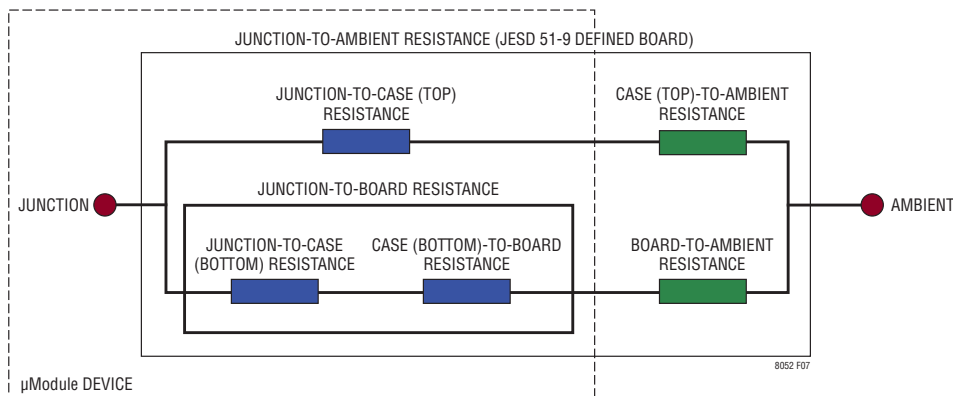 JUNCTION-TO-AMBIENT RESISTANCE (JESD 51-9 DEFINED BOARD)
JUNCTION-TO-CASE (TOP)
RESISTANCE
CASE (TOP)-TO-AMBIENT
RESISTANCE
JUNCTION-TO-BOARD RESISTANCE
JUNCTION
AMBIENT
JUNCTION-TO-CASE
(BOTTOM) RESISTANCE
CASE (BOTTOM)-TO-BOARD
RESISTANCE
BOARD-TO-AMBIENT
RESISTANCE
8052 F07
µModule DEVICE